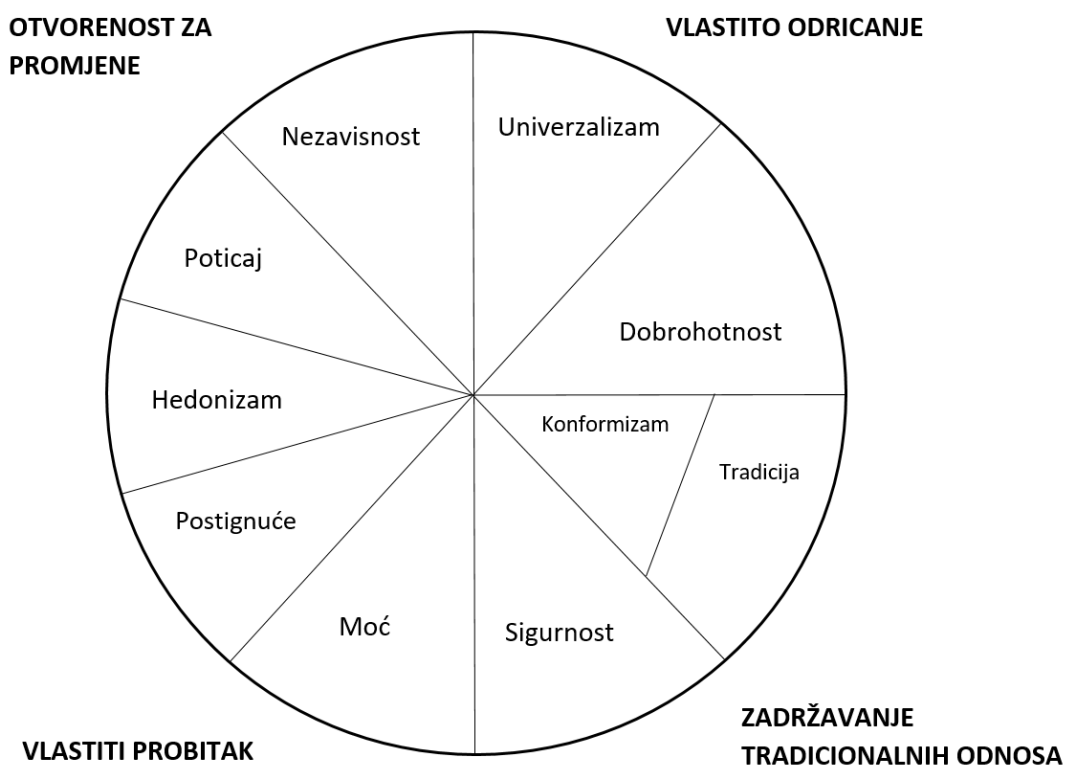 OTVORENOST ZA
PROMJENE
VLASTITO ODRICANJE
Nezavisnost
Univerzalizam
Poticaj
Dobrohotnost
Hedonizam
Konformizam
Tradicija
Postignuće
Moć
Sigurnost
VLASTITI PROBITAK
ZADRŽAVANJE
TRADICIONALNIH ODNOSA